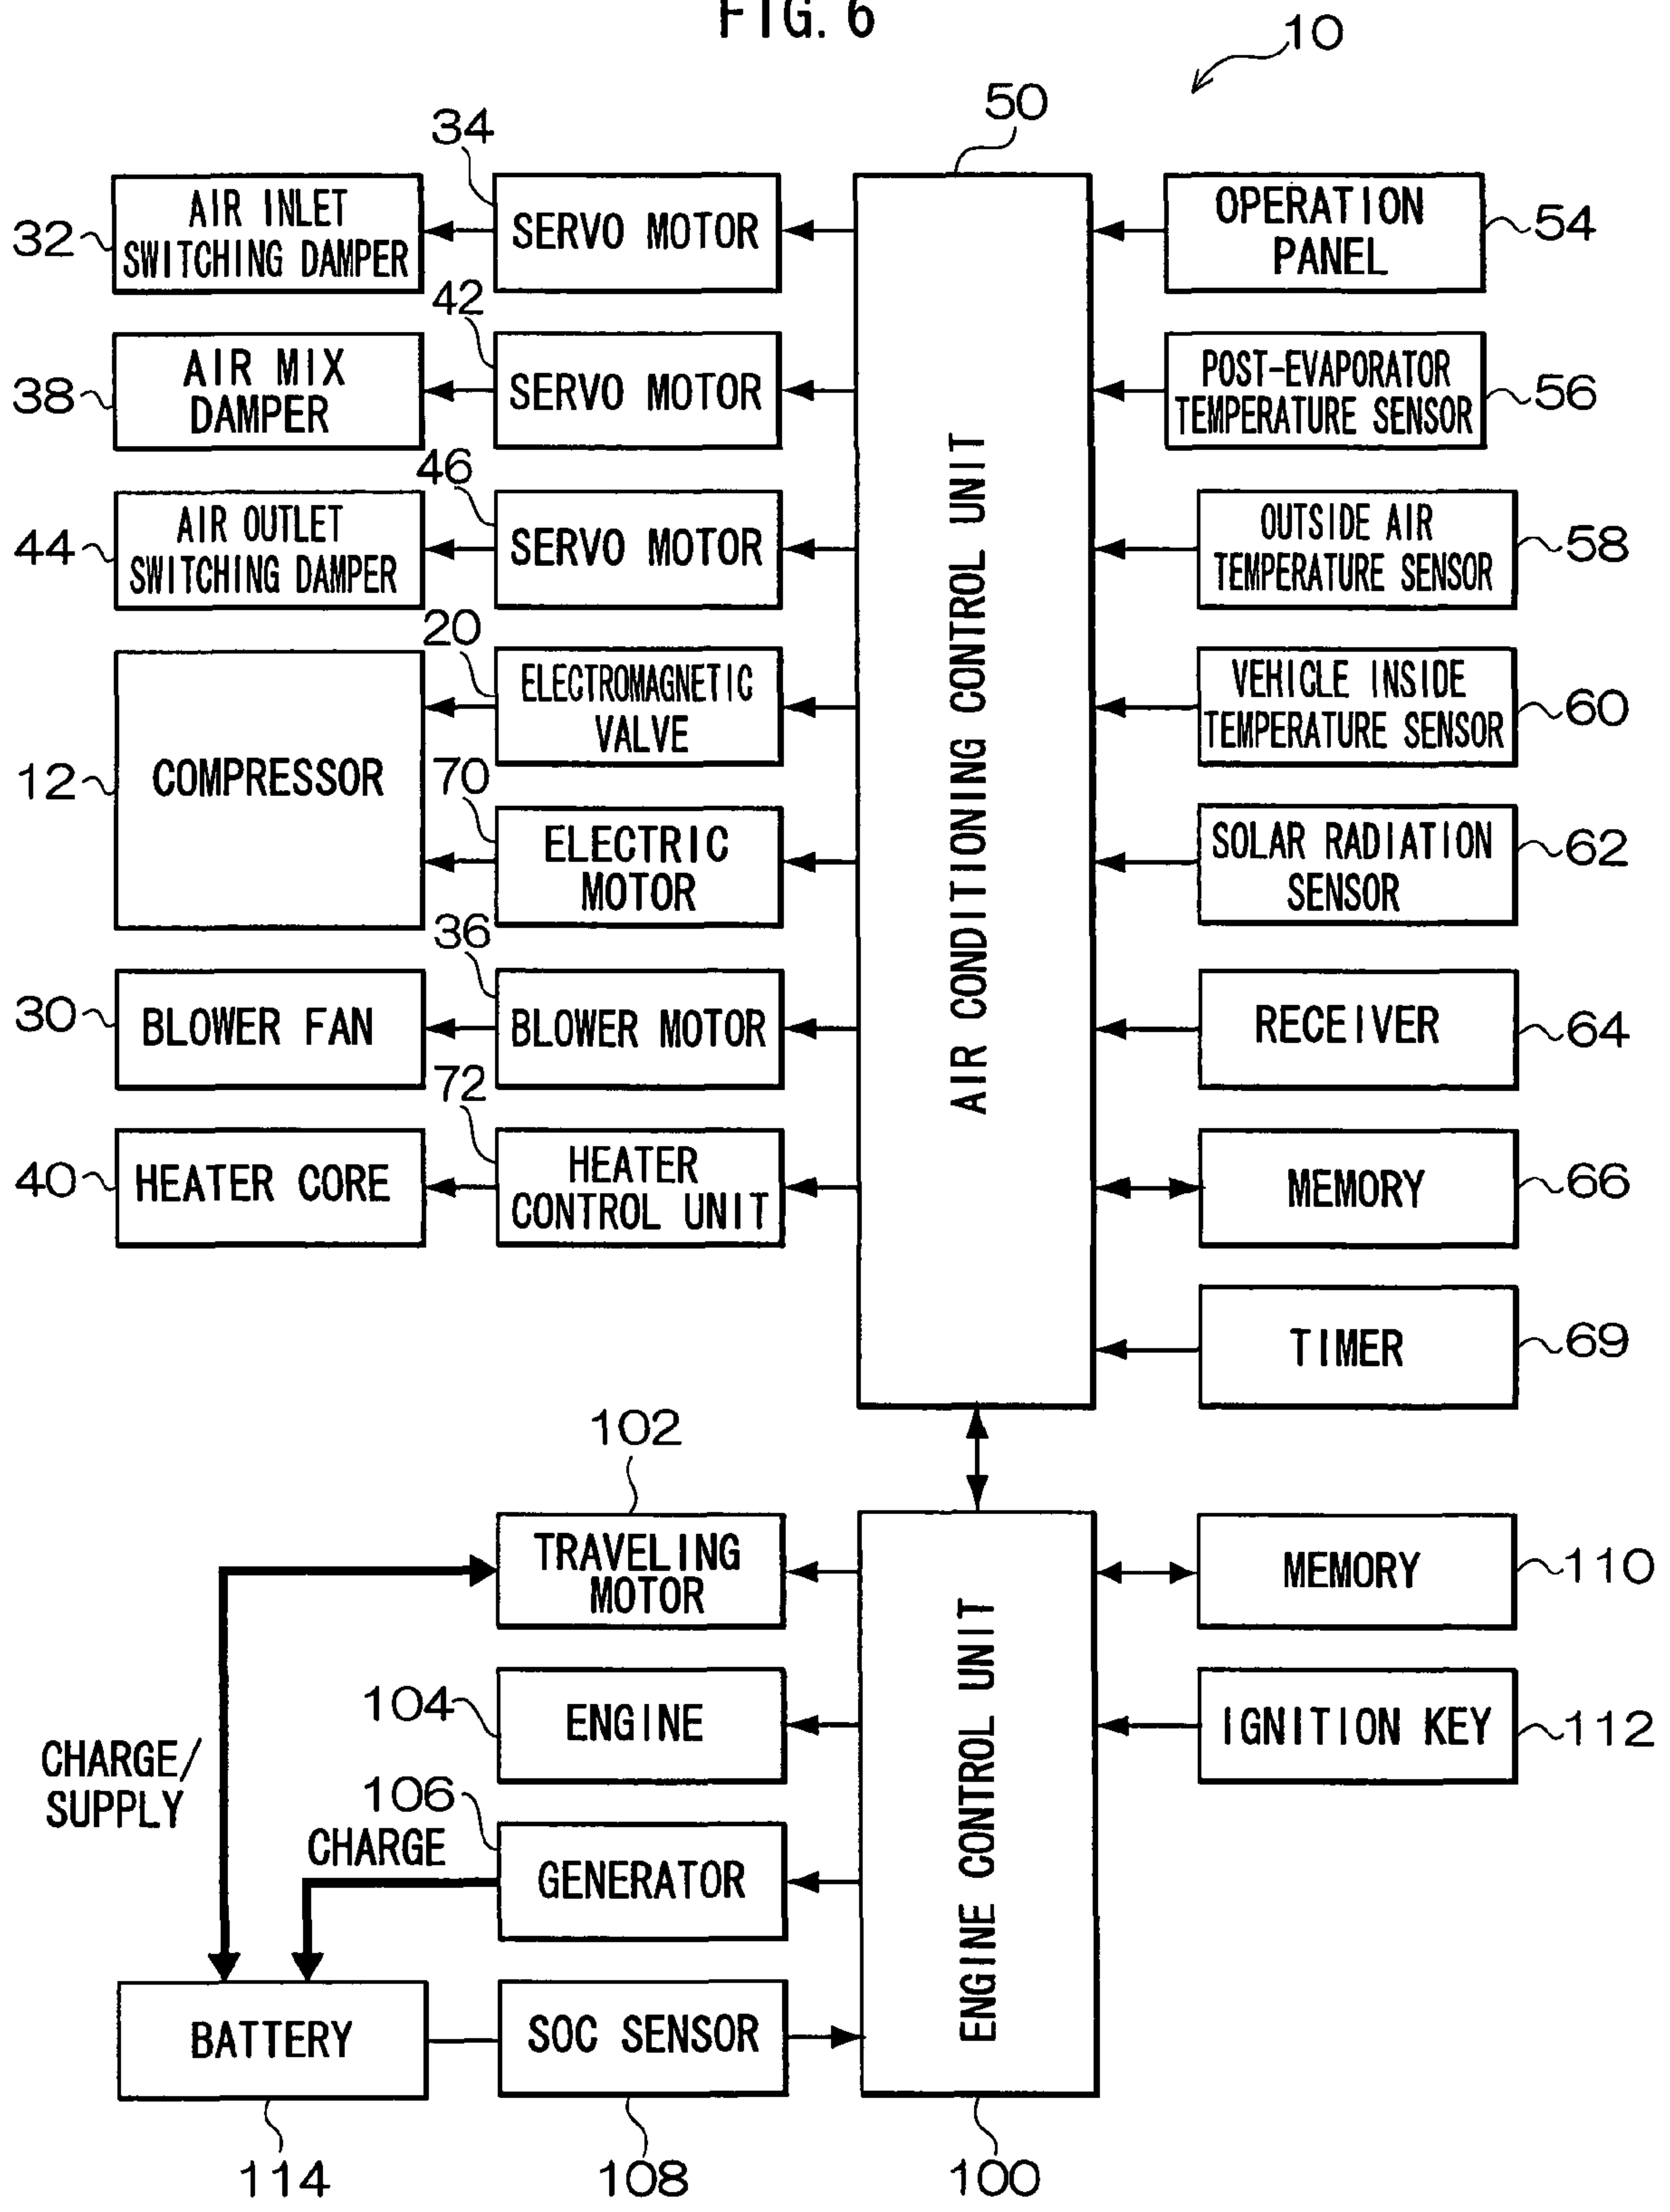 FIG. 6
10
50
34
32
AIR INLET
SWITCHING DAMPER
SERVO MOTOR
OPERATION
PANEL
54
42
38
AIR MIX
DAMPER
SERVO MOTOR
POST-EVAPORATOR
TEMPERATURE SENSOR
56
46
44
AIR OUTLET
SWITCHING DAMPER
SERVO MOTOR
AIR CONDITIONING CONTROL UNIT
OUTSIDE AIR
TEMPERATURE SENSOR
58
20
ELECTROMAGNETIC
VALVE
VEHICLE INSIDE
TEMPERATURE SENSOR
60
12
COMPRESSOR
70
ELECTRIC
MOTOR
SOLAR RADIATION
SENSOR
62
36
30
BLOWER FAN
BLOWER MOTOR
RECEIVER
64
72
40
HEATER CORE
HEATER
CONTROL UNIT
MEMORY
66
TIMER
69
102
TRAVELING
MOTOR
MEMORY
110
104
ENGINE
ENGINE CONTROL UNIT
IGNITION KEY
112
CHARGE/
SUPPLY
106
CHARGE
GENERATOR
BATTERY
SOC SENSOR
114
108
100